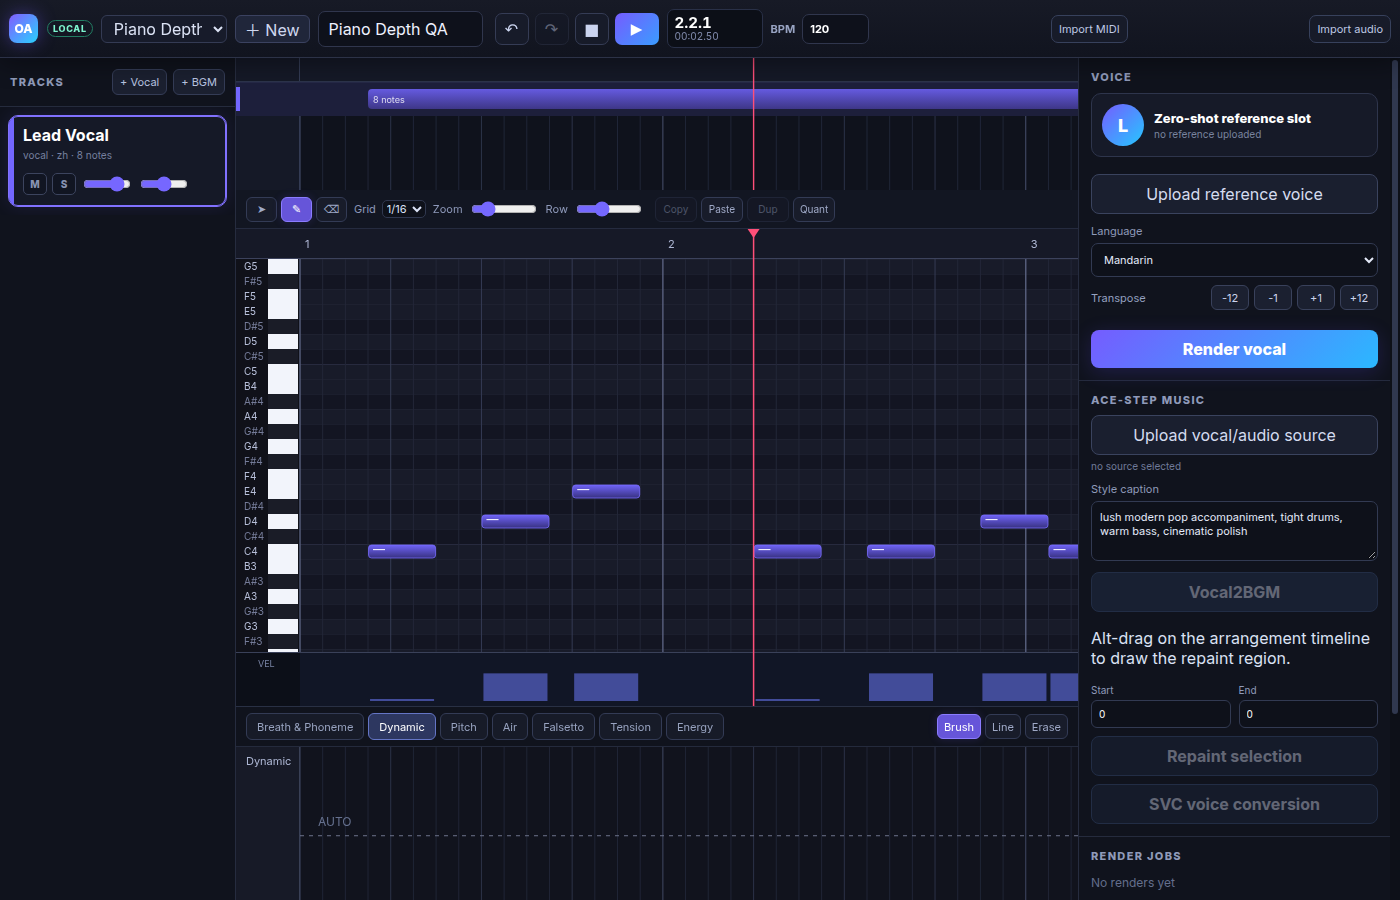 OA
LOCAL
Piano Depth
+ New
Piano Depth QA
2.2.1
00:02.50
BPM
120
Import MIDI
Import audio
TRACKS
+ Vocal
+ BGM
Lead Vocal
vocal · zh · 8 notes
M
S
8 notes
Grid
1/16
Zoom
Row
Copy
Paste
Dup
Quant
1
2
3
G5
F#5
F5
E5
D#5
D5
C#5
C5
B4
A#4
A4
G#4
G4
F#4
F4
E4
D#4
D4
C#4
C4
B3
A#3
A3
G#3
G3
F#3
VEL
Breath & Phoneme
Dynamic
Pitch
Air
Falsetto
Tension
Energy
Brush
Line
Erase
Dynamic
AUTO
VOICE
L
Zero-shot reference slot
no reference uploaded
Upload reference voice
Language
Mandarin
Transpose
-12
-1
+1
+12
Render vocal
ACE-STEP MUSIC
Upload vocal/audio source
no source selected
Style caption
lush modern pop accompaniment, tight drums,
warm bass, cinematic polish
Vocal2BGM
Alt-drag on the arrangement timeline
to draw the repaint region.
Start
End
0
0
Repaint selection
SVC voice conversion
RENDER JOBS
No renders yet